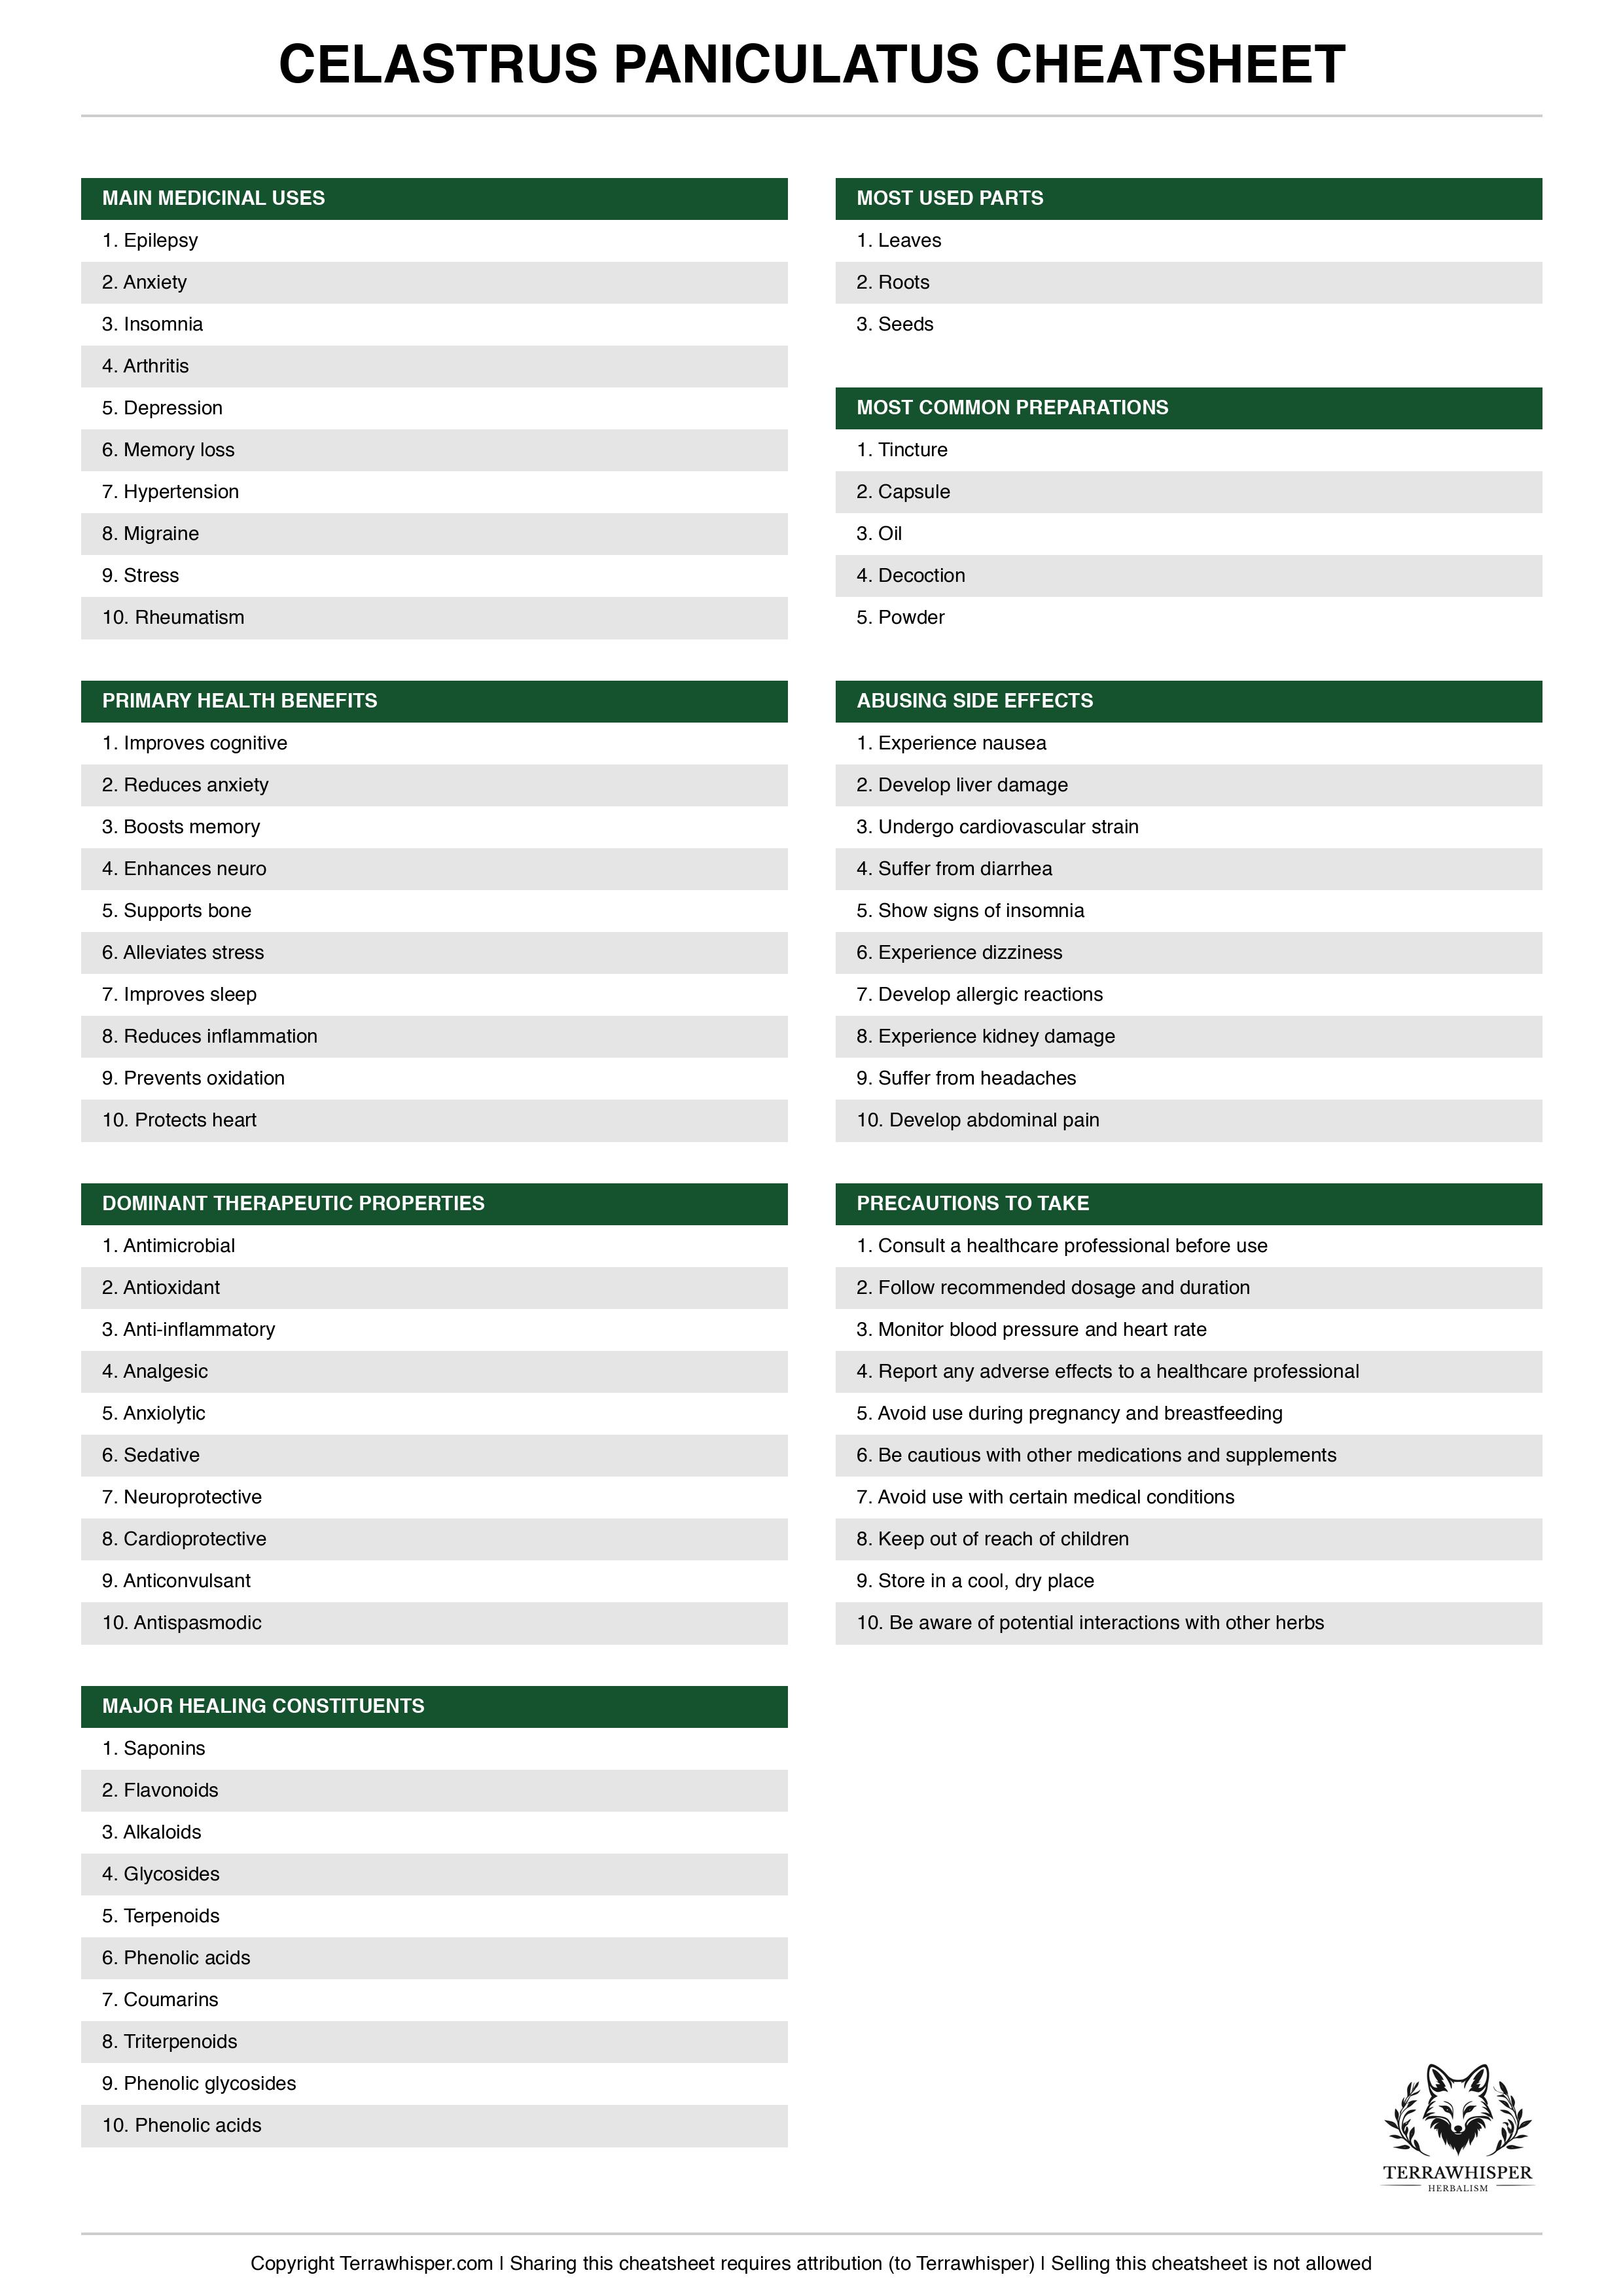 CELASTRUS PANICULATUS CHEATSHEET
MAIN MEDICINAL USES
1. Epilepsy
2. Anxiety
3. Insomnia
4. Arthritis
5. Depression
6. Memory loss
7. Hypertension
8. Migraine
9. Stress
10. Rheumatism
PRIMARY HEALTH BENEFITS
1. Improves cognitive
2. Reduces anxiety
3. Boosts memory
4. Enhances neuro
5. Supports bone
6. Alleviates stress
7. Improves sleep
8. Reduces inflammation
9. Prevents oxidation
10. Protects heart
DOMINANT THERAPEUTIC PROPERTIES
1. Antimicrobial
2. Antioxidant
3. Anti-inflammatory
4. Analgesic
5. Anxiolytic
6. Sedative
7. Neuroprotective
8. Cardioprotective
9. Anticonvulsant
10. Antispasmodic
MAJOR HEALING CONSTITUENTS
1. Saponins
2. Flavonoids
3. Alkaloids
4. Glycosides
5. Terpenoids
6. Phenolic acids
7. Coumarins
8. Triterpenoids
9. Phenolic glycosides
10. Phenolic acids
MOST USED PARTS
1. Leaves
2. Roots
3. Seeds
MOST COMMON PREPARATIONS
1. Tincture
2. Capsule
3. Oil
4. Decoction
5. Powder
ABUSING SIDE EFFECTS
1. Experience nausea
2. Develop liver damage
3. Undergo cardiovascular strain
4. Suffer from diarrhea
5. Show signs of insomnia
6. Experience dizziness
7. Develop allergic reactions
8. Experience kidney damage
9. Suffer from headaches
10. Develop abdominal pain
PRECAUTIONS TO TAKE
1. Consult a healthcare professional before use
2. Follow recommended dosage and duration
3. Monitor blood pressure and heart rate
4. Report any adverse effects to a healthcare professional
5. Avoid use during pregnancy and breastfeeding
6. Be cautious with other medications and supplements
7. Avoid use with certain medical conditions
8. Keep out of reach of children
9. Store in a cool, dry place
10. Be aware of potential interactions with other herbs
TERRAWHISPER
HERBALISM
Copyright Terrawhisper.com | Sharing this cheatsheet requires attribution (to Terrawhisper) | Selling this cheatsheet is not allowed